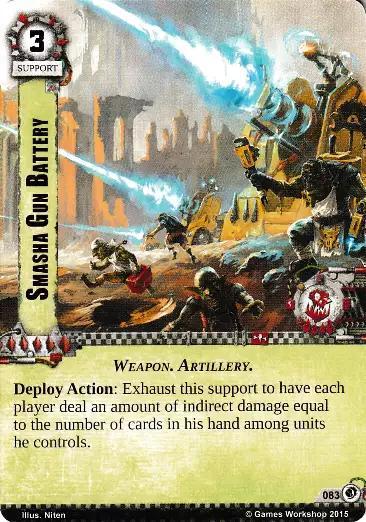 3
SUPPORT
SMASHA GUN BATTERY
WEAPON. ARTILLERY.
Deploy Action: Exhaust this support to have each
player deal an amount of indirect damage equal
to the number of cards in his hand among units
he controls.
083
Illus. Niten
© Games Workshop 2015